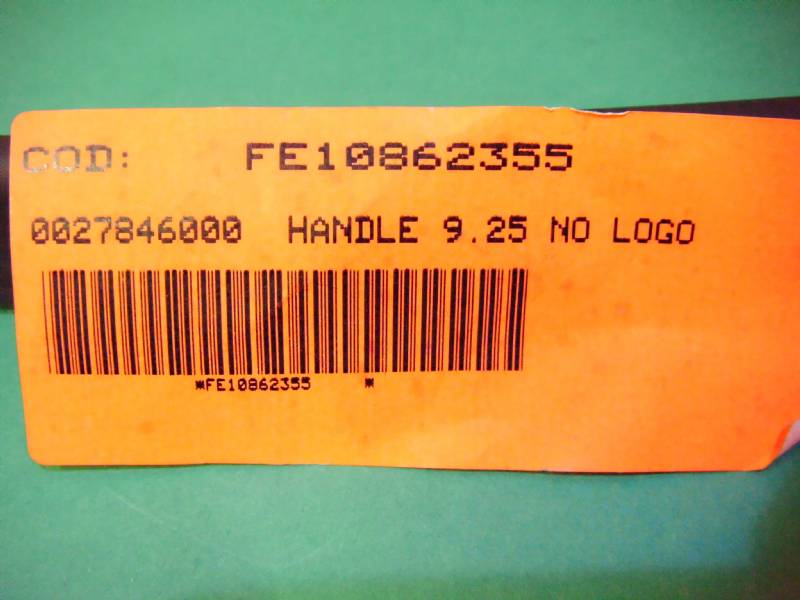 COD: FE10862355
0027846000 HANDLE 9.25 NO LOGO
*FE10862355 *